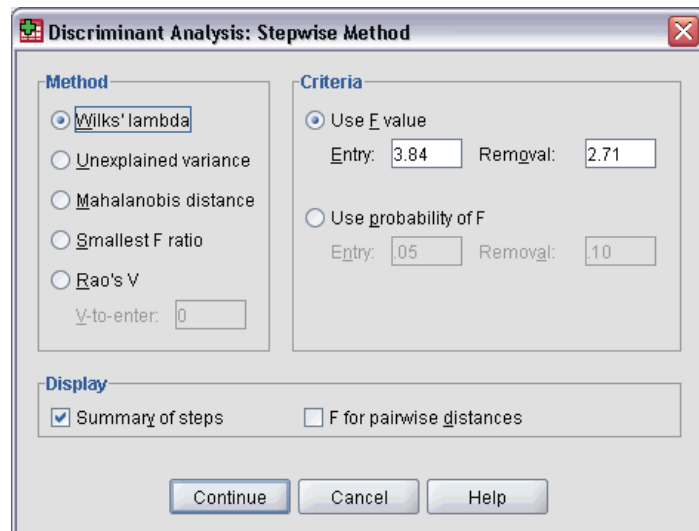 Discriminant Analysis: Stepwise Method
Method
Wilks' lambda
Unexplained variance
Mahalanobis distance
Smallest F ratio
Rao's V
V-to-enter: 0
Criteria
Use F value
Entry: 3.84 Removal: 2.71
Use probability of F
Entry: .05 Removal: .10
Display
Summary of steps
F for pairwise distances
Continue Cancel Help